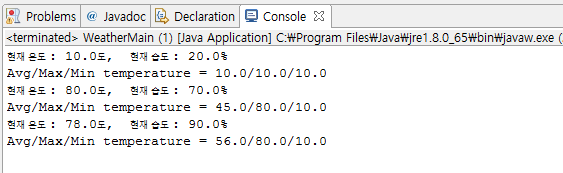 Problems @ Javadoc Declaration Console
<terminated> WeatherMain (1) [Java Application] C:₩Program Files₩Java₩jre1.8.0_65₩bin₩javaw.exe (
현재 온도 : 10.0도, 현재 습도 : 20.0%
Avg/Max/Min temperature = 10.0/10.0/10.0
현재 온도 : 80.0도, 현재 습도 : 70.0%
Avg/Max/Min temperature = 45.0/80.0/10.0
현재 온도 : 78.0도, 현재 습도 : 90.0%
Avg/Max/Min temperature = 56.0/80.0/10.0